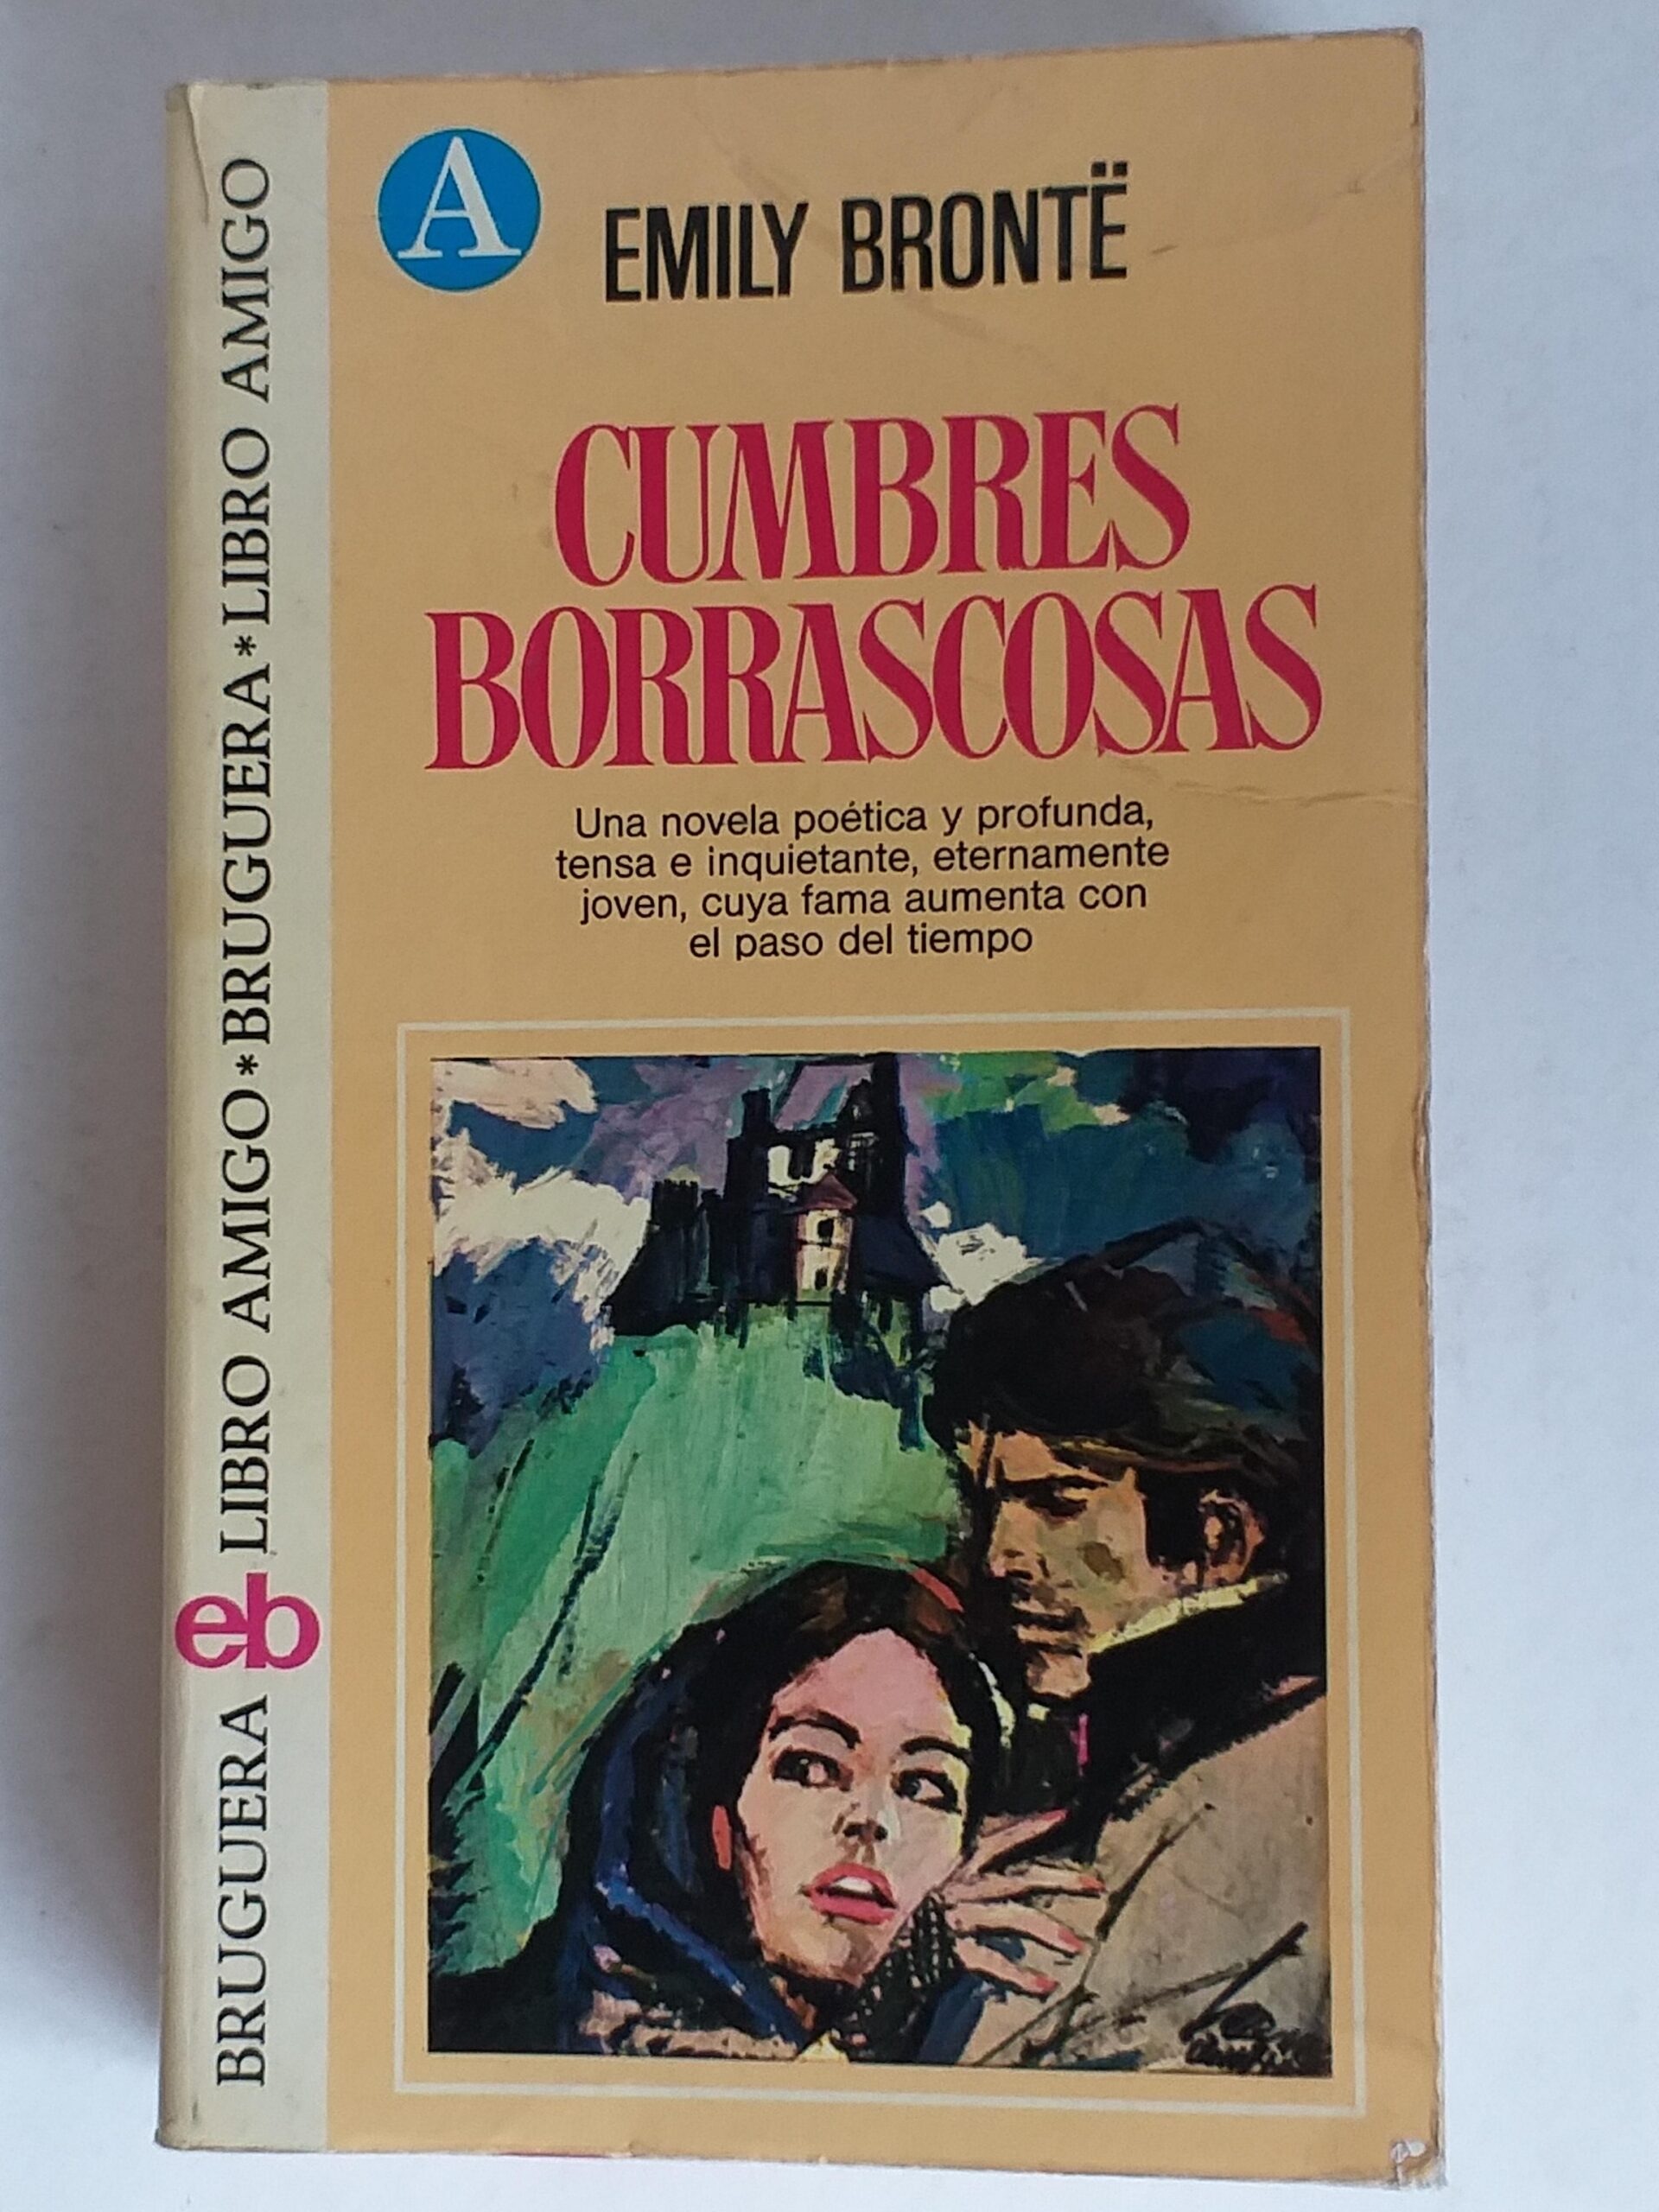 BRUGUERA eb LIBRO AMIGO * BRUGUERA * LIBRO AMIGO
A
EMILY BRONTË
CUMBRES
BORRASCOSAS
Una novela poética y profunda,
tensa e inquietante, eternamente
joven, cuya fama aumenta con
el paso del tiempo